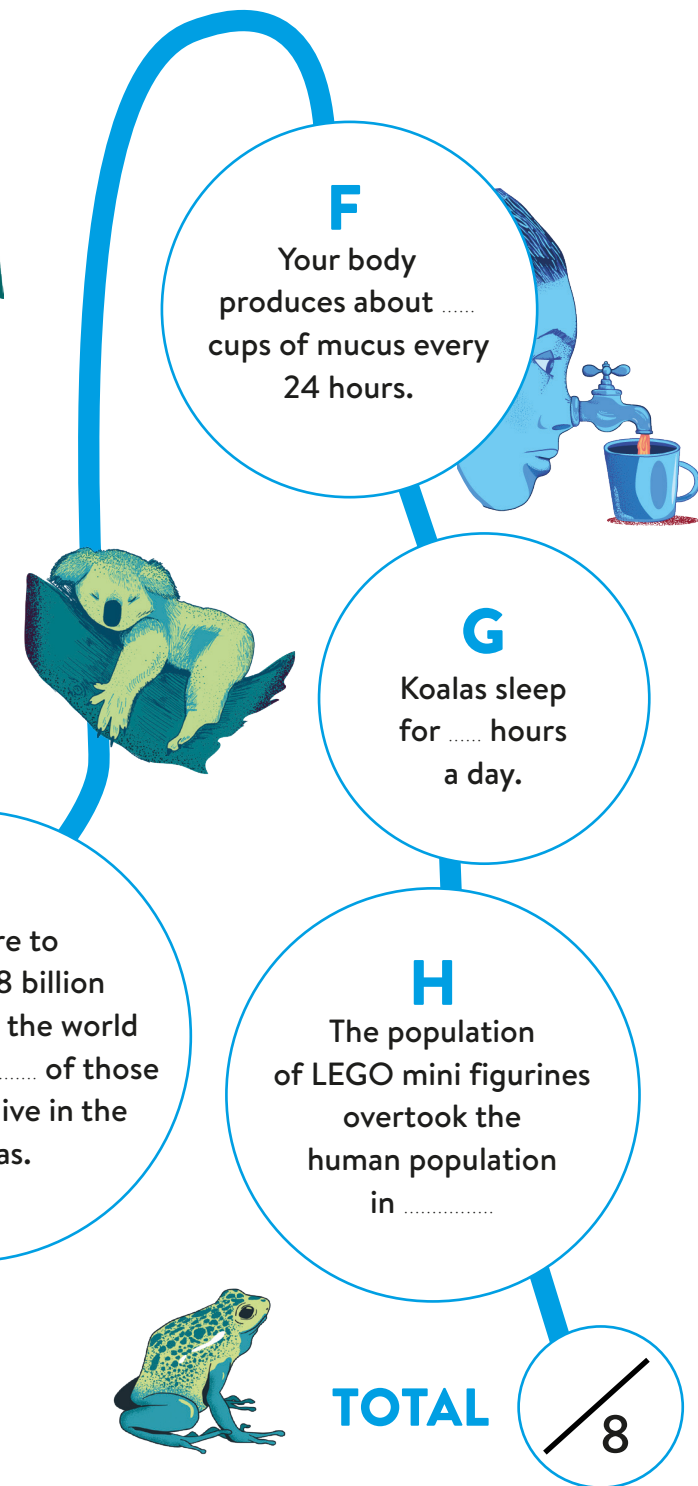 F
Your body
produces about ......
cups of mucus every
24 hours.
G
Koalas sleep
for ...... hours
a day.
re to
8 billion
the world
....... of those
ive in the
as.
H
The population
of LEGO mini figurines
overtook the
human population
in ...............
TOTAL
8